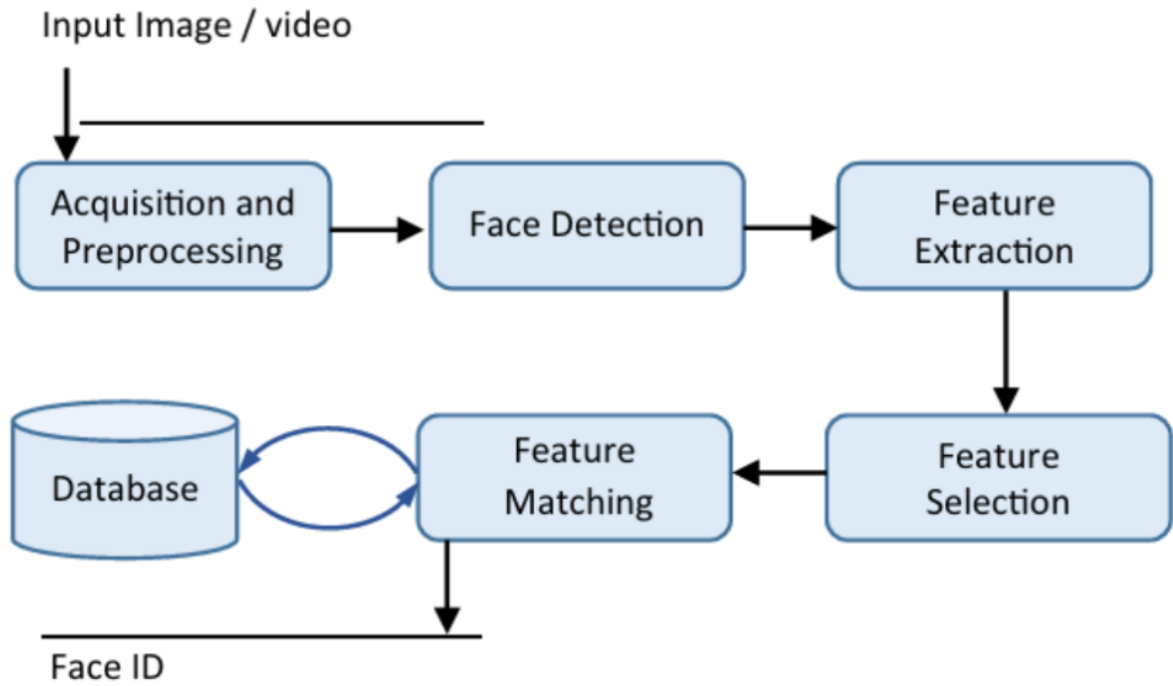 Input Image / video
Acquisition and
Preprocessing
Face Detection
Feature
Extraction
Database
Feature
Matching
Feature
Selection
Face ID